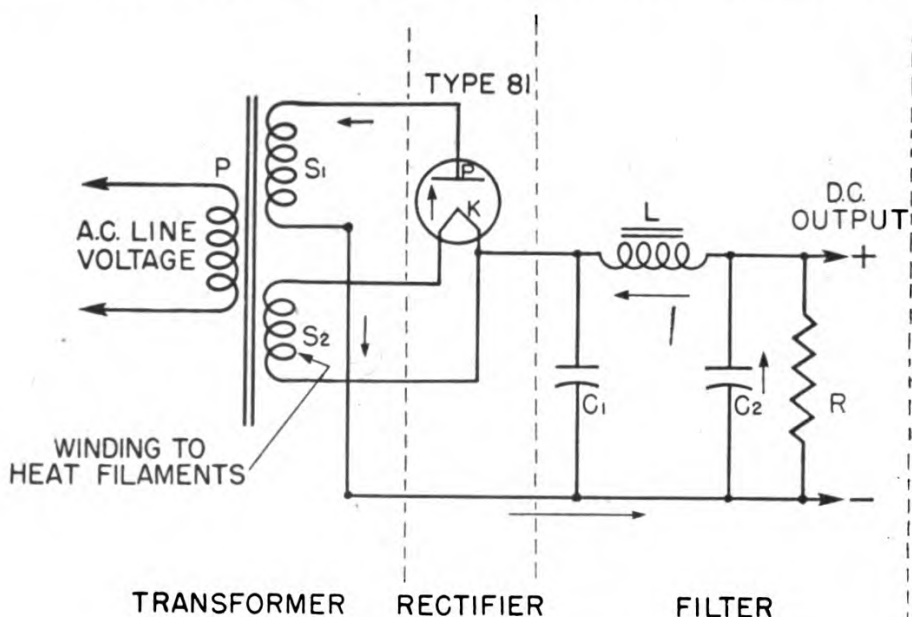 TYPE 81
P
S1
P
K
A.C. LINE
VOLTAGE
L
D.C.
OUTPUT
+
S2
C1
C2
R
WINDING TO
HEAT FILAMENTS
−
TRANSFORMER
RECTIFIER
FILTER